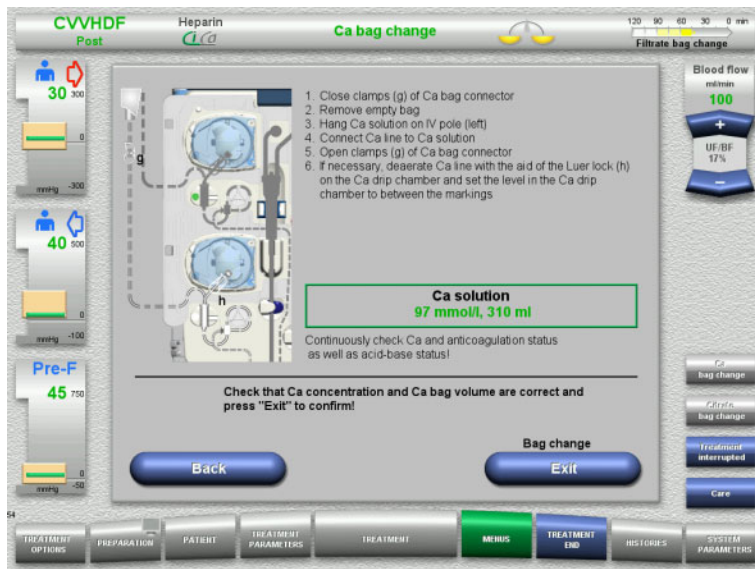 CVVHDF
Post
Heparin
Ci Ca
Ca bag change
120 90 60 30 0 min
Filtrate bag change
30
300
0
-300
mmHg
40
500
0
-100
mmHg
Pre-F
45
750
0
-50
mmHg
g
h
1. Close clamps (g) of Ca bag connector
2. Remove empty bag
3. Hang Ca solution on IV pole (left)
4. Connect Ca line to Ca solution
5. Open clamps (g) of Ca bag connector
6. If necessary, deaerate Ca line with the aid of the Luer lock (h)
on the Ca drip chamber and set the level in the Ca drip
chamber to between the markings
Ca solution
97 mmol/l, 310 ml
Continuously check Ca and anticoagulation status
as well as acid-base status!
Check that Ca concentration and Ca bag volume are correct and
press "Exit" to confirm!
Back
Bag change
Exit
Blood flow
ml/min
100
+
UF/BF
17%
−
Ca
bag change
Citrate
bag change
Treatment
interrupted
Care
54
TREATMENT
OPTIONS
PREPARATION
PATIENT
TREATMENT
PARAMETERS
TREATMENT
MENUS
TREATMENT
END
HISTORIES
SYSTEM
PARAMETERS